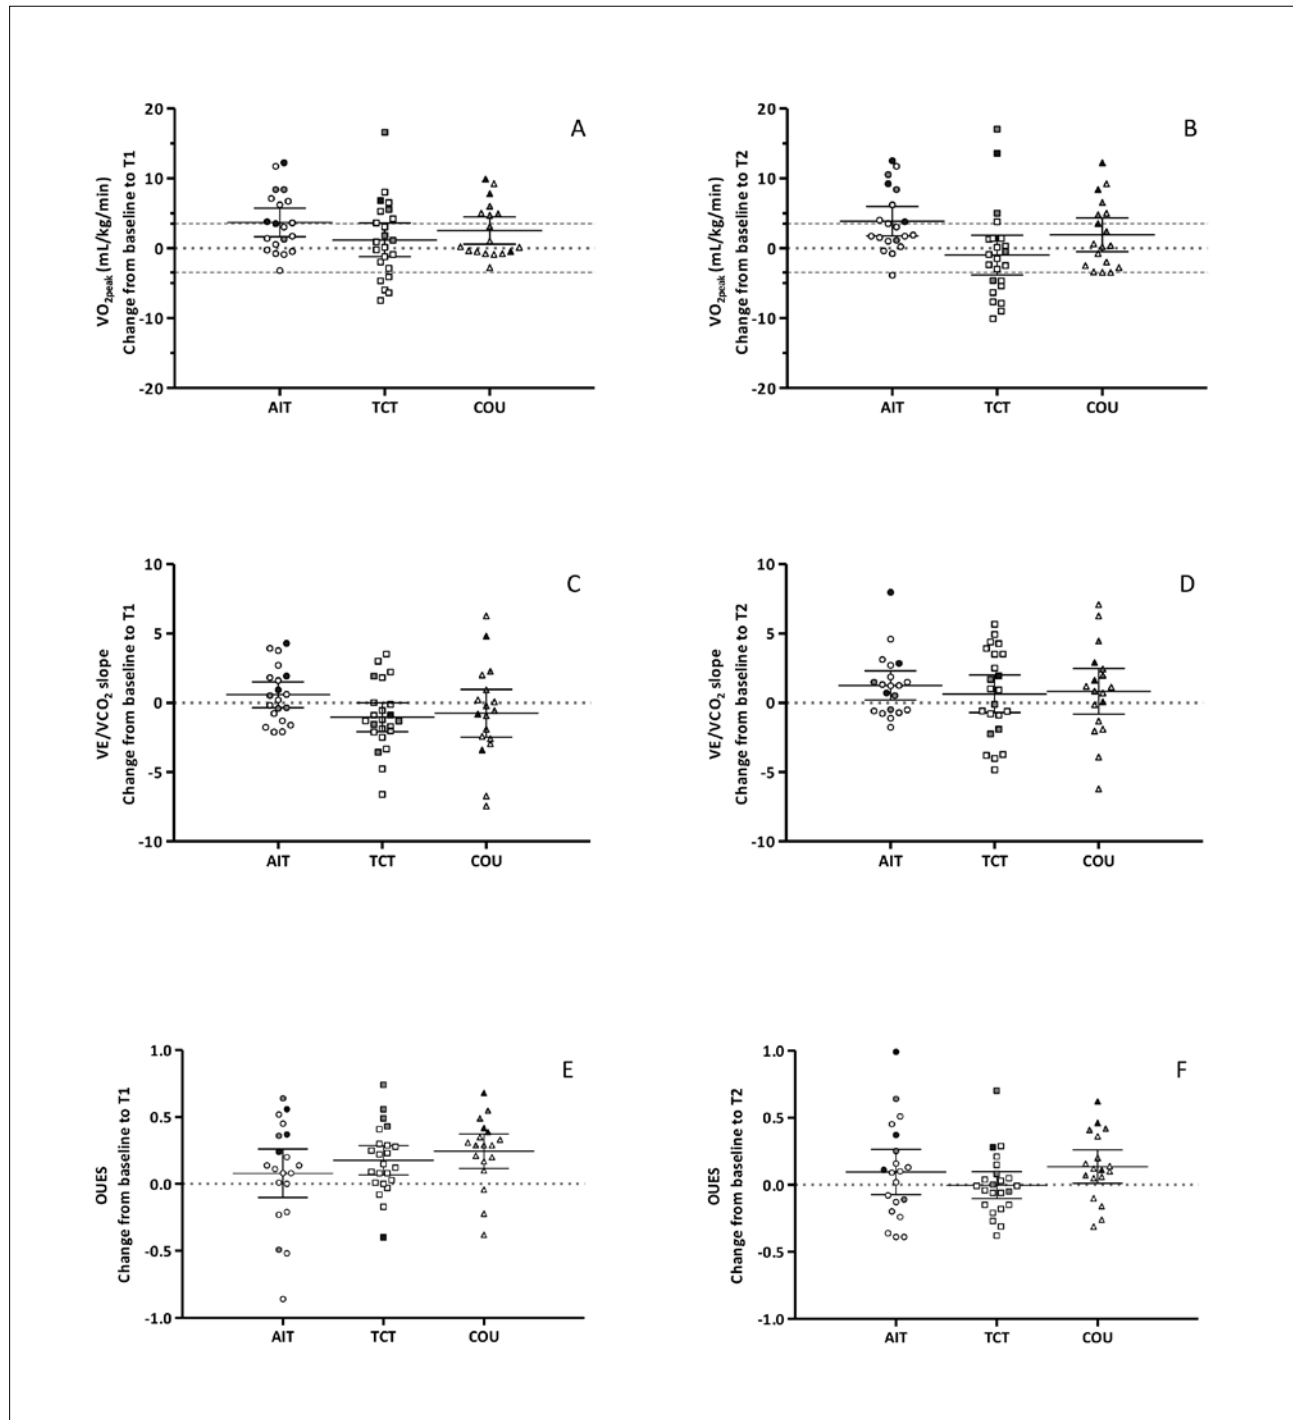 A
VO2peak (mL/kg/min)
Change from baseline to T1
20
10
0
-10
-20
AIT TCT COU
B
VO2peak (mL/kg/min)
Change from baseline to T2
20
10
0
-10
-20
AIT TCT COU
C
VE/VCO2 slope
Change from baseline to T1
10
5
0
-5
-10
AIT TCT COU
D
VE/VCO2 slope
Change from baseline to T2
10
5
0
-5
-10
AIT TCT COU
E
OUES
Change from baseline to T1
1.0
0.5
0.0
-0.5
-1.0
AIT TCT COU
F
OUES
Change from baseline to T2
1.0
0.5
0.0
-0.5
-1.0
AIT TCT COU